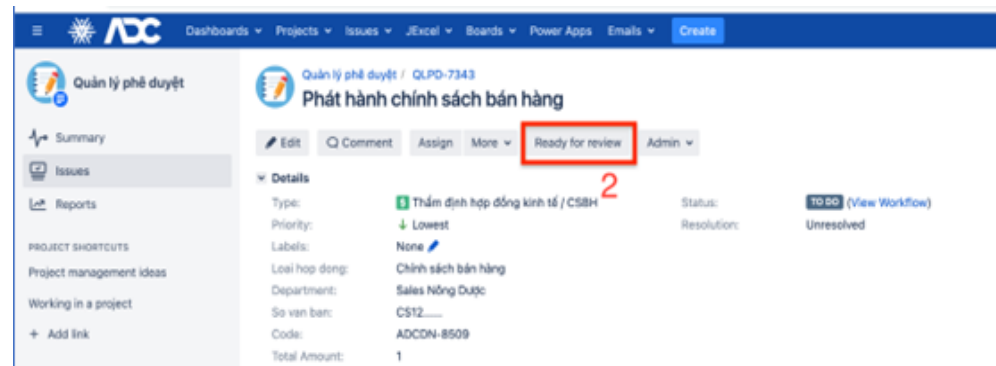 ADC Dashboards Projects Issues JExcel Boards Power Apps Emails Create
Quản lý phê duyệt
Quản lý phê duyệt / QLPD-7343
Phát hành chính sách bán hàng
Edit Comment Assign More Ready for review Admin
2
Summary
Issues
Reports
PROJECT SHORTCUTS
Project management ideas
Working in a project
+ Add link
Details
Type: Thẩm định hợp đồng kinh tế / CSBH Status: TO DO (View Workflow)
Priority: Lowest Resolution: Unresolved
Labels: None
Loai hop dong: Chính sách bán hàng
Department: Sales Nông Dược
So van ban: CS12......
Code: ADCDN-8509
Total Amount: 1